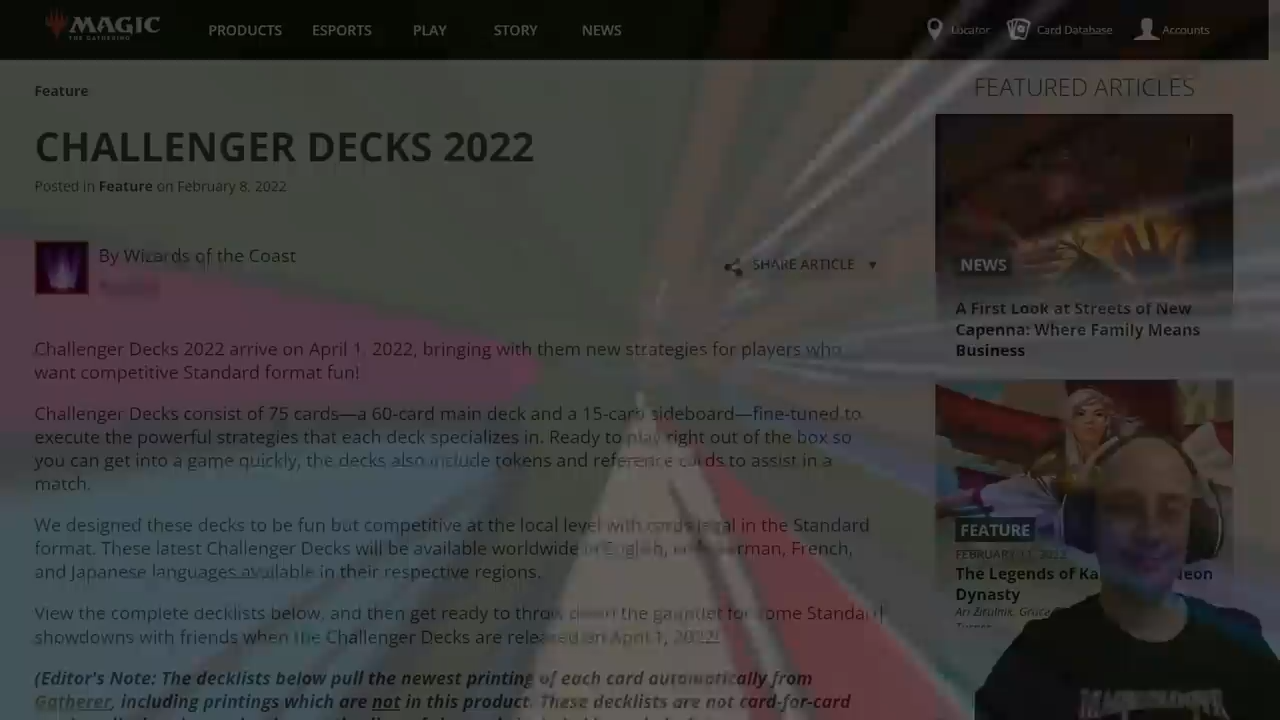 MAGIC
THE GATHERING
PRODUCTS
ESPORTS
PLAY
STORY
NEWS
Locator
Card Database
Accounts
Feature
CHALLENGER DECKS 2022
Posted in Feature on February 8, 2022
By Wizards of the Coast
SHARE ARTICLE
Challenger Decks 2022 arrive on April 1, 2022, bringing with them new strategies for players who
want competitive Standard format fun!
Challenger Decks consist of 75 cards—a 60-card main deck and a 15-card sideboard—fine-tuned to
execute the powerful strategies that each deck specializes in. Ready to play right out of the box so
you can get into a game quickly, the decks also include tokens and reference cards to assist in a
match.
We designed these decks to be fun but competitive at the local level with cards legal in the Standard
format. These latest Challenger Decks will be available worldwide in English, with German, French,
and Japanese languages available in their respective regions.
View the complete decklists below, and then get ready to throw down the gauntlet for some Standard
showdowns with friends when the Challenger Decks are released on April 1, 2022!
(Editor's Note: The decklists below pull the newest printing of each card automatically from
Gatherer, including printings which are not in this product. These decklists are not card-for-card
FEATURED ARTICLES
NEWS
A First Look at Streets of New
Capenna: Where Family Means
Business
FEATURE
FEBRUARY 11, 2022
The Legends of Ka eon
Dynasty
Ari Zirulnik, Grace